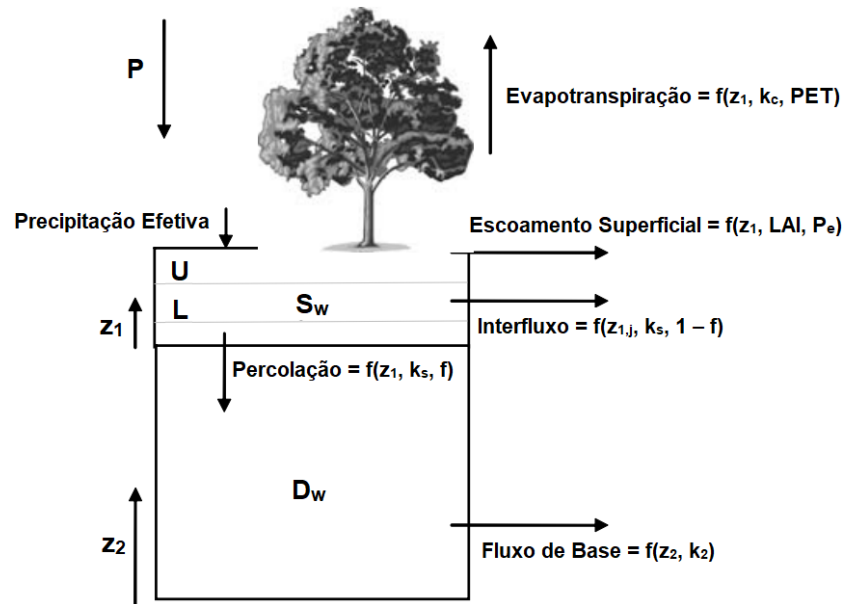 P
Evapotranspiração = f(z₁, kc, PET)
Precipitação Efetiva
Escoamento Superficial = f(z₁, LAI, Pₑ)
U
L
Sw
z₁
Interfluxo = f(z₁,ⱼ, kₛ, 1 – f)
Percolação = f(z₁, kₛ, f)
Dw
z₂
Fluxo de Base = f(z₂, k₂)